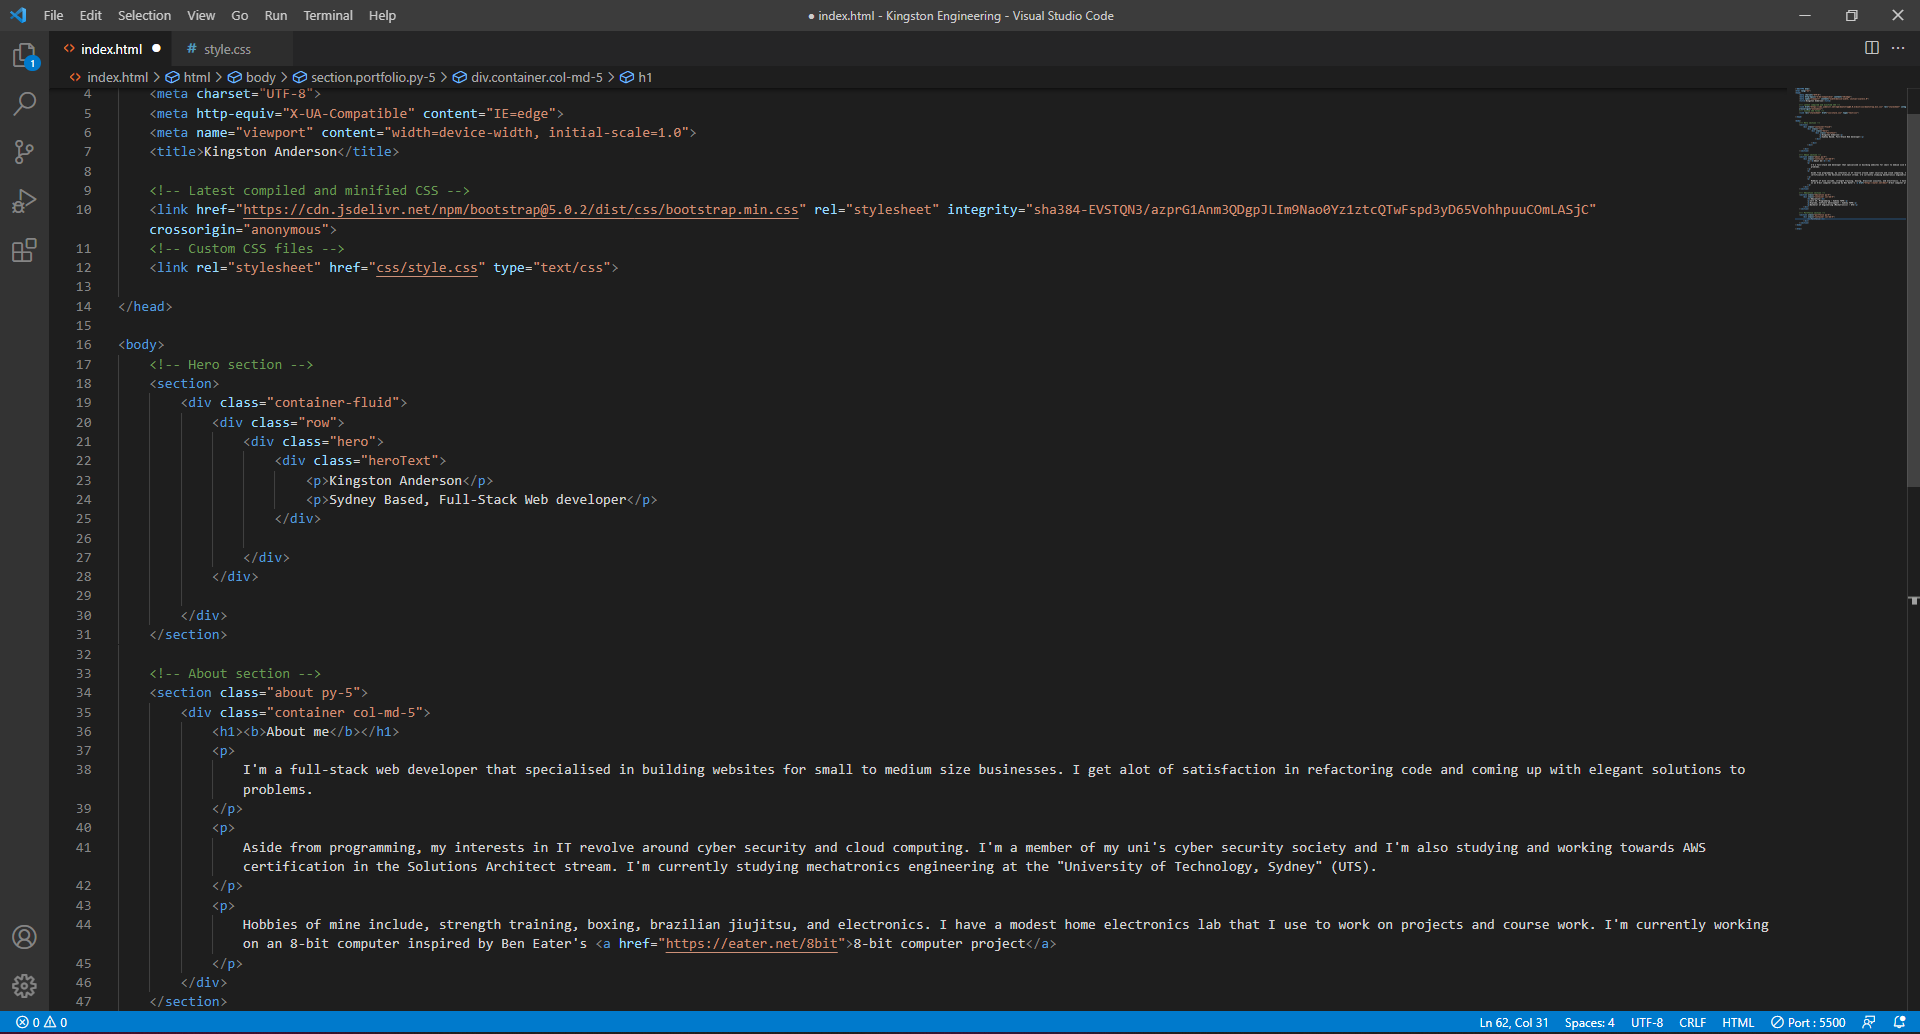 File Edit Selection View Go Run Terminal Help
● index.html - Kingston Engineering - Visual Studio Code
index.html ●
# style.css
index.html > html > body > section.portfolio.py-5 > div.container.col-md-5 > h1
1
4 <meta charset="UTF-8">
5 <meta http-equiv="X-UA-Compatible" content="IE=edge">
6 <meta name="viewport" content="width=device-width, initial-scale=1.0">
7 <title>Kingston Anderson</title>
8
9 <!-- Latest compiled and minified CSS -->
10 <link href="https://cdn.jsdelivr.net/npm/bootstrap@5.0.2/dist/css/bootstrap.min.css" rel="stylesheet" integrity="sha384-EVSTQN3/azprG1Anm3QDgpJLIm9Nao0Yz1ztcQTwFspd3yD65VohhpuuCOmLASjC"
crossorigin="anonymous">
11 <!-- Custom CSS files -->
12 <link rel="stylesheet" href="css/style.css" type="text/css">
13
14 </head>
15
16 <body>
17 <!-- Hero section -->
18 <section>
19 <div class="container-fluid">
20 <div class="row">
21 <div class="hero">
22 <div class="heroText">
23 <p>Kingston Anderson</p>
24 <p>Sydney Based, Full-Stack Web developer</p>
25 </div>
26
27 </div>
28 </div>
29
30 </div>
31 </section>
32
33 <!-- About section -->
34 <section class="about py-5">
35 <div class="container col-md-5">
36 <h1><b>About me</b></h1>
37 <p>
38 I'm a full-stack web developer that specialised in building websites for small to medium size businesses. I get alot of satisfaction in refactoring code and coming up with elegant solutions to
problems.
39 </p>
40 <p>
41 Aside from programming, my interests in IT revolve around cyber security and cloud computing. I'm a member of my uni's cyber security society and I'm also studying and working towards AWS
certification in the Solutions Architect stream. I'm currently studying mechatronics engineering at the "University of Technology, Sydney" (UTS).
42 </p>
43 <p>
44 Hobbies of mine include, strength training, boxing, brazilian jiujitsu, and electronics. I have a modest home electronics lab that I use to work on projects and course work. I'm currently working
on an 8-bit computer inspired by Ben Eater's <a href="https://eater.net/8bit">8-bit computer project</a>
45 </p>
46 </div>
47 </section>
0 0 Ln 62, Col 31 Spaces: 4 UTF-8 CRLF HTML Port : 5500